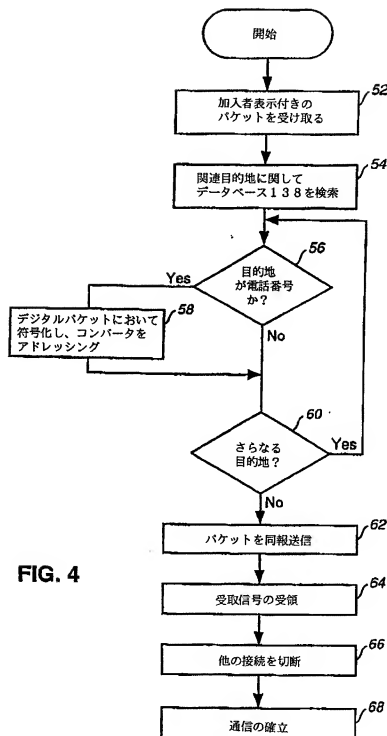 開始
52
加入者表示付きの
パケットを受け取る
54
関連目的地に関して
データベース138を検索
56
Yes
目的地
が電話番号
か?
58
デジタルパケットにおいて
符号化し、コンバータを
アドレッシング
No
60
さらなる
目的地?
Yes
No
62
パケットを同報送信
FIG. 4
64
受取信号の受領
66
他の接続を切断
68
通信の確立